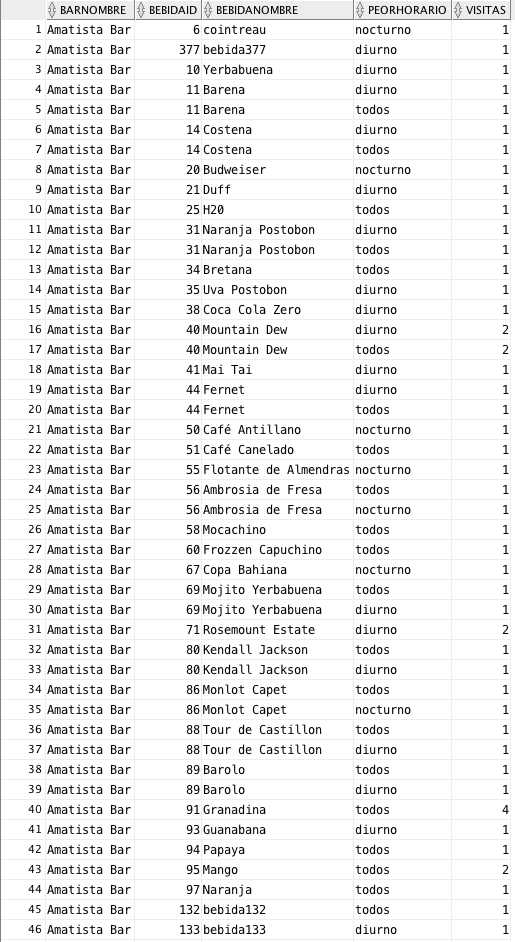 BARNOMBRE BEBIDAID BEBIDANOMBRE PEORHORARIO VISITAS
1 Amatista Bar 6 cointreau nocturno 1
2 Amatista Bar 377 bebida377 diurno 1
3 Amatista Bar 10 Yerbabuena diurno 1
4 Amatista Bar 11 Barena diurno 1
5 Amatista Bar 11 Barena todos 1
6 Amatista Bar 14 Costena diurno 1
7 Amatista Bar 14 Costena todos 1
8 Amatista Bar 20 Budweiser nocturno 1
9 Amatista Bar 21 Duff diurno 1
10 Amatista Bar 25 H20 todos 1
11 Amatista Bar 31 Naranja Postobon diurno 1
12 Amatista Bar 31 Naranja Postobon todos 1
13 Amatista Bar 34 Bretana todos 1
14 Amatista Bar 35 Uva Postobon diurno 1
15 Amatista Bar 38 Coca Cola Zero diurno 1
16 Amatista Bar 40 Mountain Dew diurno 2
17 Amatista Bar 40 Mountain Dew todos 2
18 Amatista Bar 41 Mai Tai diurno 1
19 Amatista Bar 44 Fernet diurno 1
20 Amatista Bar 44 Fernet todos 1
21 Amatista Bar 50 Café Antillano nocturno 1
22 Amatista Bar 51 Café Canelado todos 1
23 Amatista Bar 55 Flotante de Almendras nocturno 1
24 Amatista Bar 56 Ambrosia de Fresa todos 1
25 Amatista Bar 56 Ambrosia de Fresa nocturno 1
26 Amatista Bar 58 Mocachino todos 1
27 Amatista Bar 60 Frozzen Capuchino todos 1
28 Amatista Bar 67 Copa Bahiana nocturno 1
29 Amatista Bar 69 Mojito Yerbabuena todos 1
30 Amatista Bar 69 Mojito Yerbabuena diurno 1
31 Amatista Bar 71 Rosemount Estate diurno 2
32 Amatista Bar 80 Kendall Jackson todos 1
33 Amatista Bar 80 Kendall Jackson diurno 1
34 Amatista Bar 86 Monlot Capet todos 1
35 Amatista Bar 86 Monlot Capet nocturno 1
36 Amatista Bar 88 Tour de Castillon todos 1
37 Amatista Bar 88 Tour de Castillon diurno 1
38 Amatista Bar 89 Barolo todos 1
39 Amatista Bar 89 Barolo diurno 1
40 Amatista Bar 91 Granadina todos 4
41 Amatista Bar 93 Guanabana diurno 1
42 Amatista Bar 94 Papaya todos 1
43 Amatista Bar 95 Mango todos 2
44 Amatista Bar 97 Naranja todos 1
45 Amatista Bar 132 bebida132 todos 1
46 Amatista Bar 133 bebida133 diurno 1